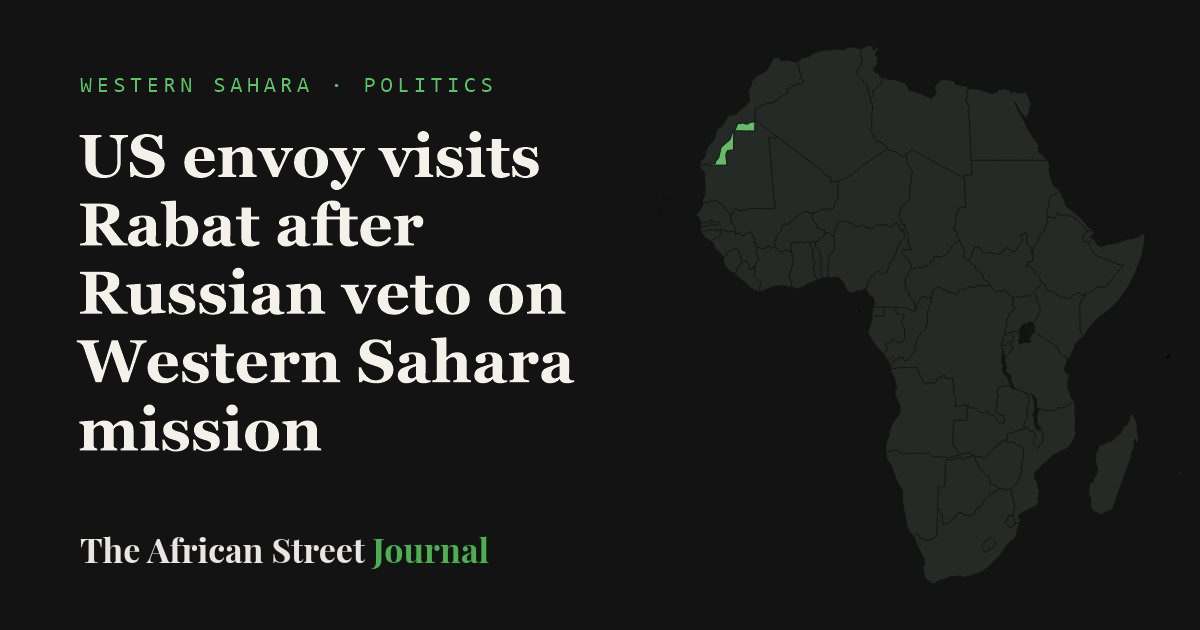 WESTERN SAHARA · POLITICS
US envoy visits
Rabat after
Russian veto on
Western Sahara
mission
The African Street Journal